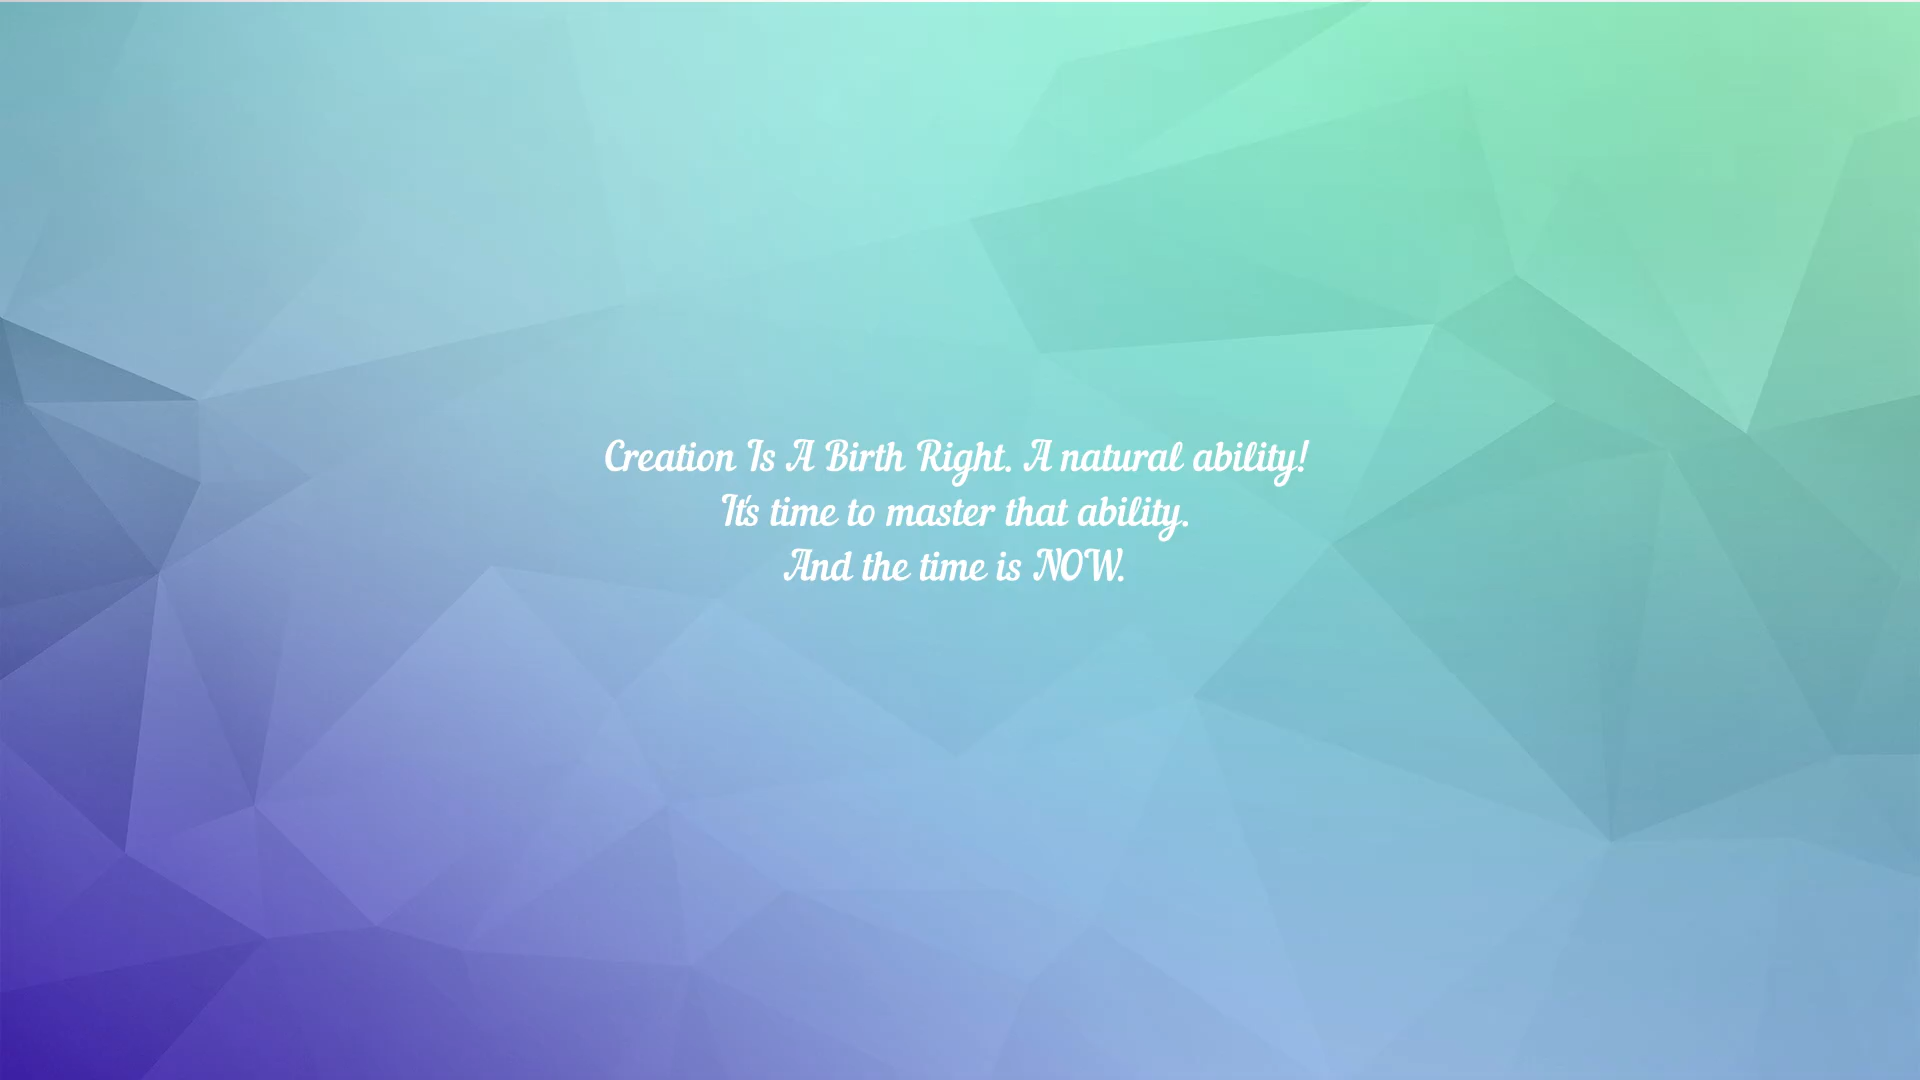 Creation Is A Birth Right. A natural ability!
It's time to master that ability.
And the time is NOW.